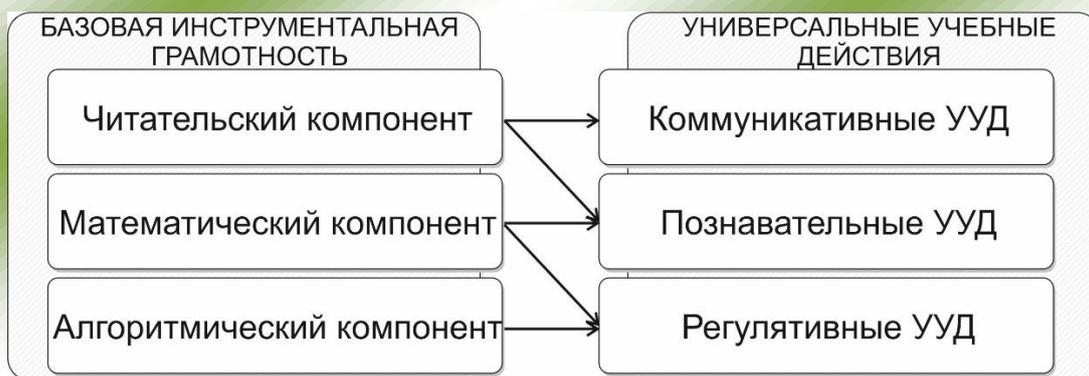 БАЗОВАЯ ИНСТРУМЕНТАЛЬНАЯ
ГРАМОТНОСТЬ
Читательский компонент
Математический компонент
Алгоритмический компонент
УНИВЕРСАЛЬНЫЕ УЧЕБНЫЕ
ДЕЙСТВИЯ
Коммуникативные УУД
Познавательные УУД
Регулятивные УУД